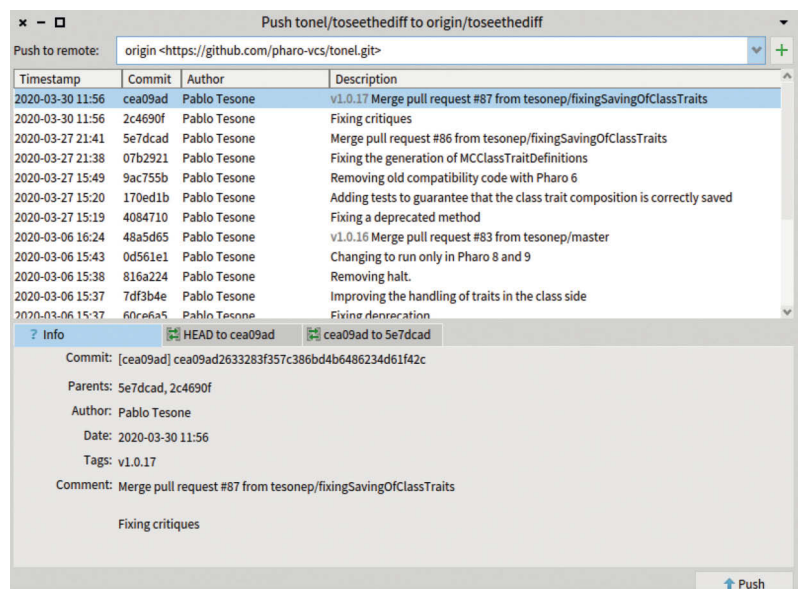 Push tonel/toseethediff to origin/toseethediff
Push to remote: origin <https://github.com/pharo-vcs/tonel.git>
Timestamp Commit Author Description
2020-03-30 11:56 cea09ad Pablo Tesone v1.0.17 Merge pull request #87 from tesonep/fixingSavingOfClassTraits
2020-03-30 11:56 2c4690f Pablo Tesone Fixing critiques
2020-03-27 21:41 5e7dcad Pablo Tesone Merge pull request #86 from tesonep/fixingSavingOfClassTraits
2020-03-27 21:38 07b2921 Pablo Tesone Fixing the generation of MCClassTraitDefinitions
2020-03-27 15:49 9ac755b Pablo Tesone Removing old compatibility code with Pharo 6
2020-03-27 15:20 170ed1b Pablo Tesone Adding tests to guarantee that the class trait composition is correctly saved
2020-03-27 15:19 4084710 Pablo Tesone Fixing a deprecated method
2020-03-06 16:24 48a5d65 Pablo Tesone v1.0.16 Merge pull request #83 from tesonep/master
2020-03-06 15:43 0d561e1 Pablo Tesone Changing to run only in Pharo 8 and 9
2020-03-06 15:38 816a224 Pablo Tesone Removing halt.
2020-03-06 15:37 7df3b4e Pablo Tesone Improving the handling of traits in the class side
2020-03-06 15:37 60ce6a5 Pablo Tesone Fixing deprecation
? Info HEAD to cea09ad cea09ad to 5e7dcad
Commit: [cea09ad] cea09ad2633283f357c386bd4b6486234d61f42c
Parents: 5e7dcad, 2c4690f
Author: Pablo Tesone
Date: 2020-03-30 11:56
Tags: v1.0.17
Comment: Merge pull request #87 from tesonep/fixingSavingOfClassTraits
Fixing critiques
Push